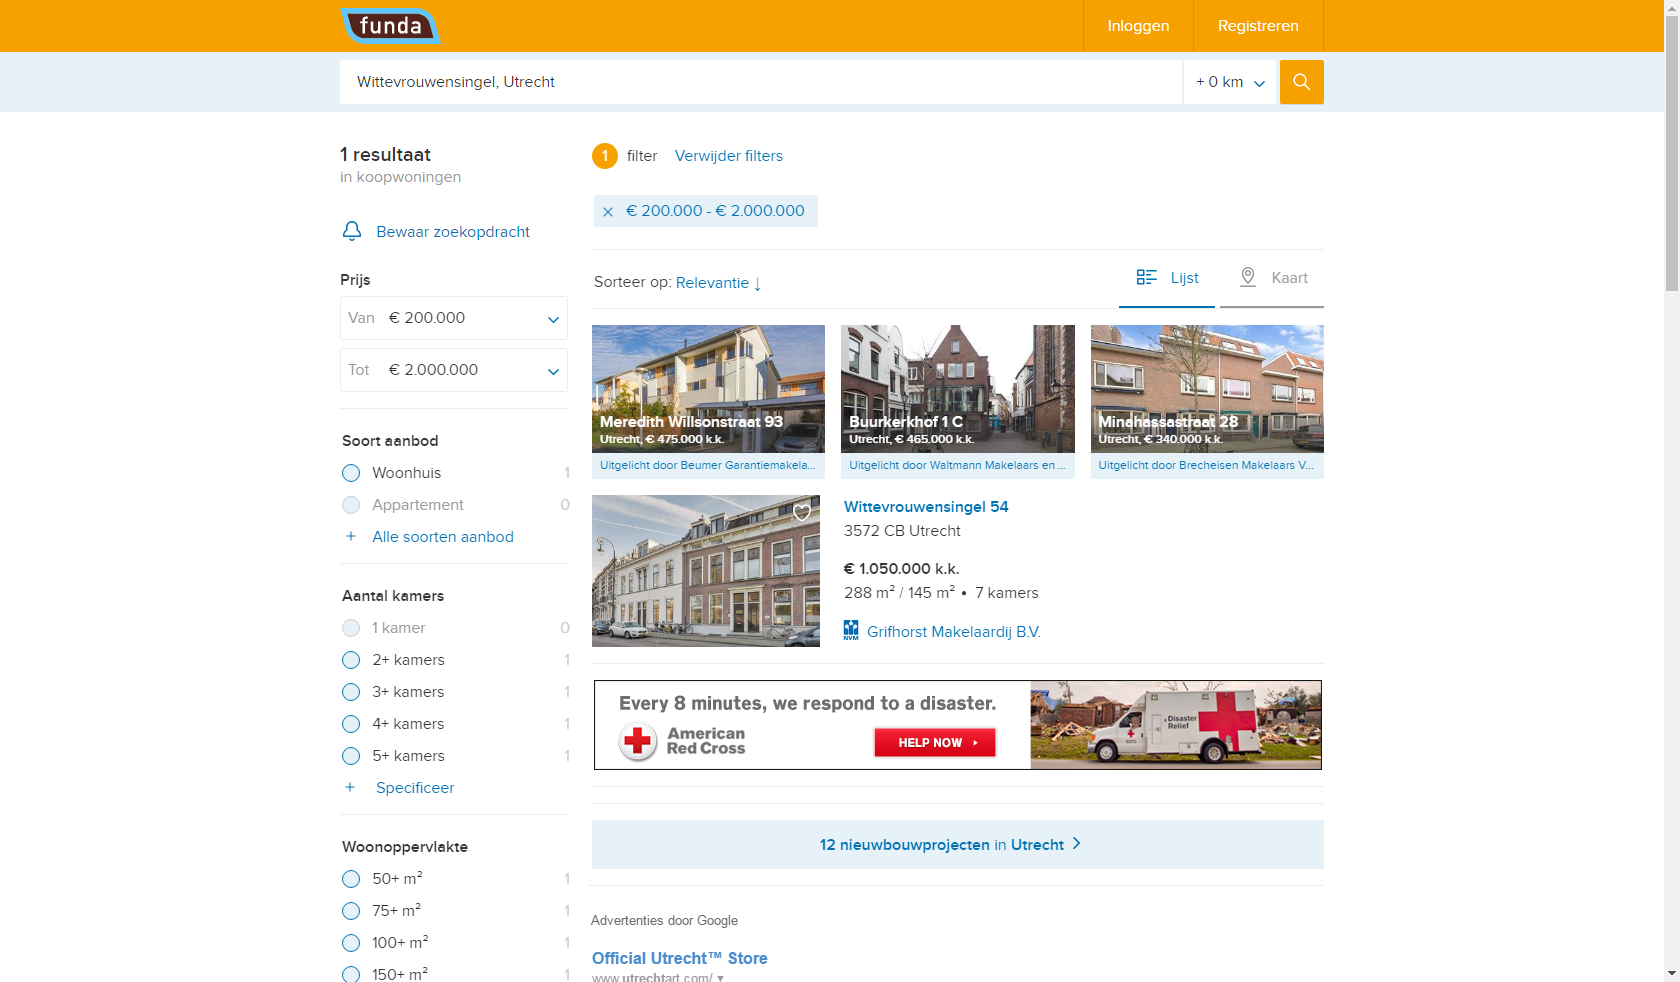 funda
Inloggen
Registreren
Wittevrouwensingel, Utrecht
+ 0 km
1 resultaat
in koopwoningen
Bewaar zoekopdracht
Prijs
Van € 200.000
Tot € 2.000.000
Soort aanbod
Woonhuis 1
Appartement 0
+ Alle soorten aanbod
Aantal kamers
1 kamer 0
2+ kamers 1
3+ kamers 1
4+ kamers 1
5+ kamers 1
+ Specificeer
Woonoppervlakte
50+ m² 1
75+ m² 1
100+ m² 1
150+ m² 1
1 filter Verwijder filters
× € 200.000 - € 2.000.000
Sorteer op: Relevantie ↓
Lijst
Kaart
Meredith Willsonstraat 93
Utrecht, € 475.000 k.k.
Uitgelicht door Beumer Garantiemakela...
Buurkerkhof 1 C
Utrecht, € 465.000 k.k.
Uitgelicht door Waltmann Makelaars en ...
Minahassastraat 28
Utrecht, € 340.000 k.k.
Uitgelicht door Brecheisen Makelaars V...
Wittevrouwensingel 54
3572 CB Utrecht
€ 1.050.000 k.k.
288 m² / 145 m² • 7 kamers
NVM
Grifhorst Makelaardij B.V.
Every 8 minutes, we respond to a disaster.
American
Red Cross
HELP NOW
Disaster
Relief
12 nieuwbouwprojecten in Utrecht
Advertenties door Google
Official Utrecht™ Store
www.utrechtart.com/ ▼